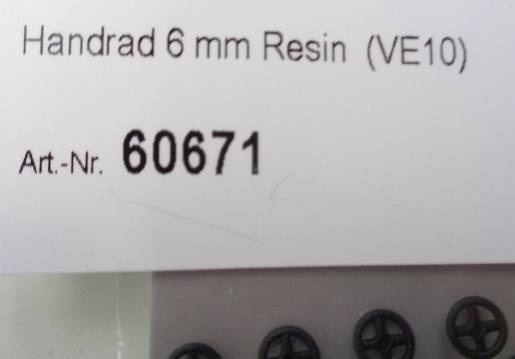 Handrad 6 mm Resin (VE10)
Art.-Nr. 60671